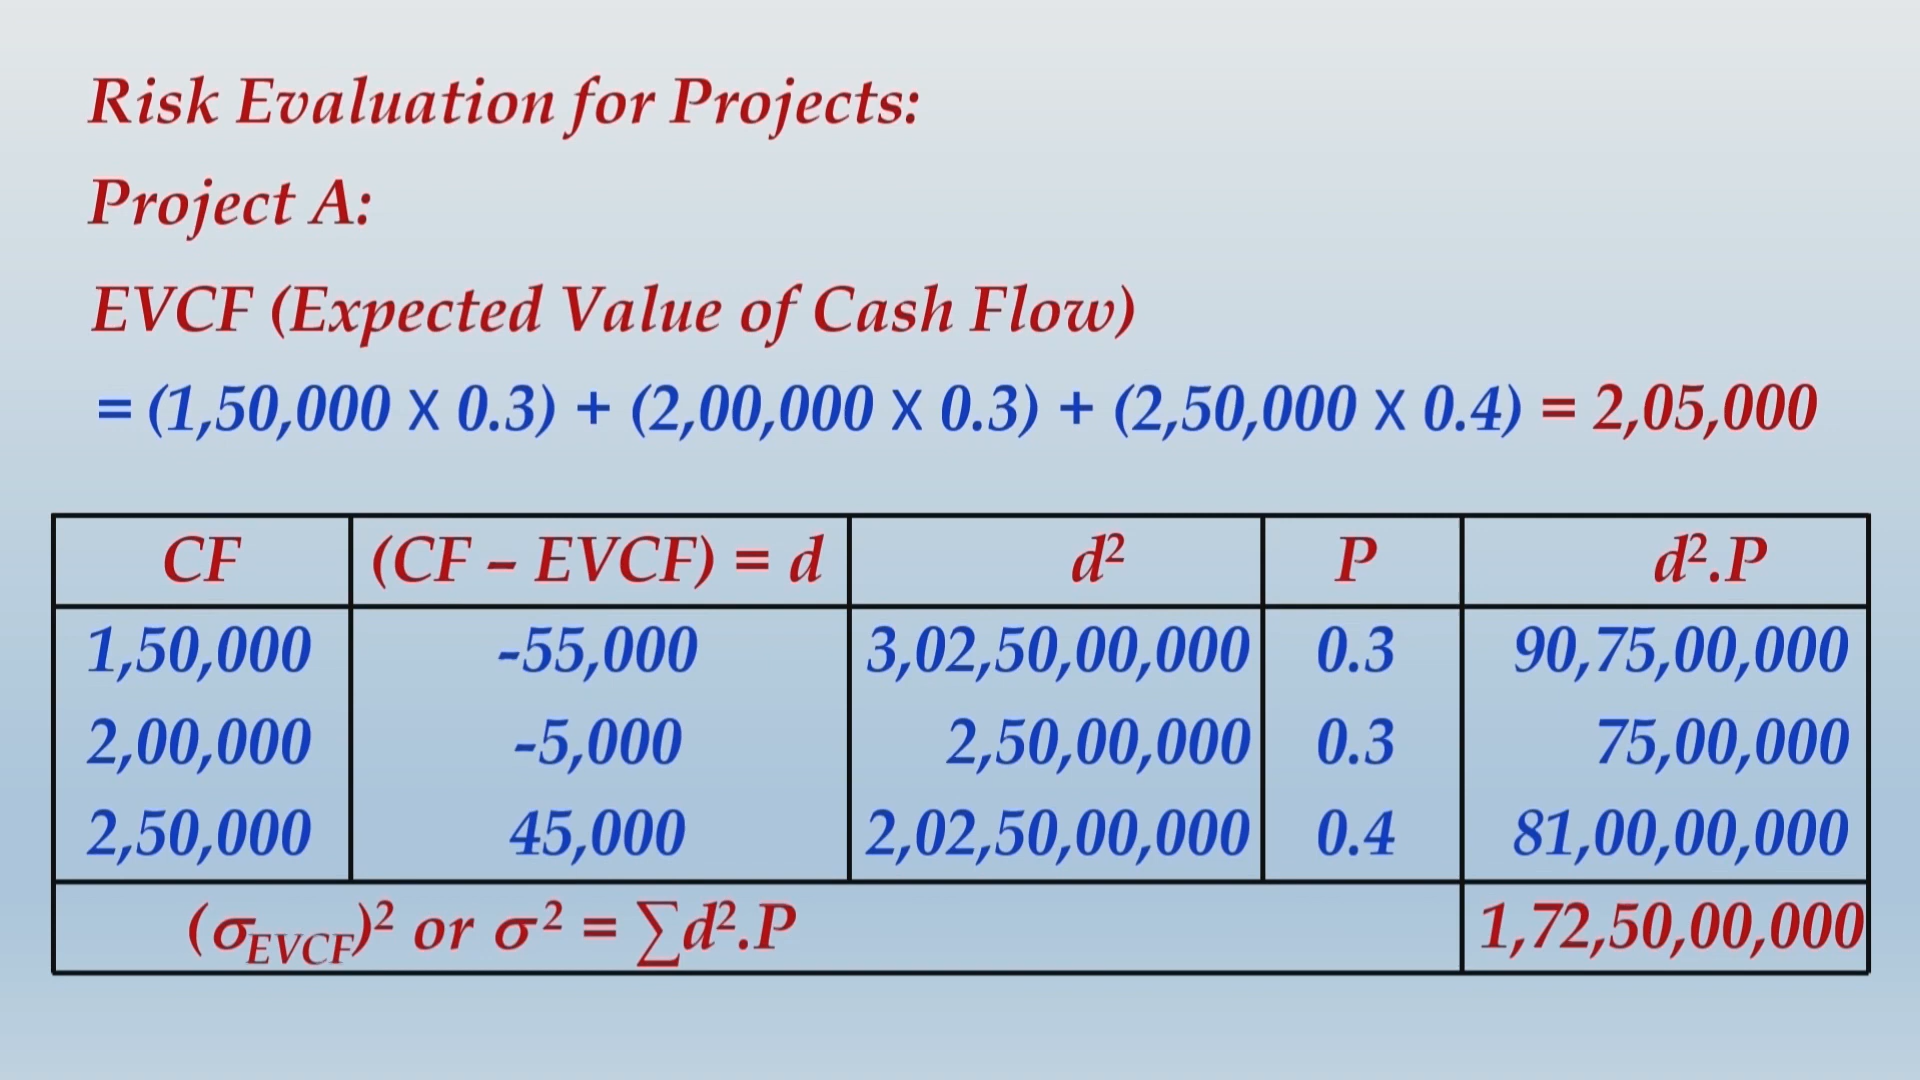 Risk Evaluation for Projects:
Project A:
EVCF (Expected Value of Cash Flow)
= (1,50,000 X 0.3) + (2,00,000 X 0.3) + (2,50,000 X 0.4) = 2,05,000
CF (CF – EVCF) = d d² P d².P
1,50,000 -55,000 3,02,50,00,000 0.3 90,75,00,000
2,00,000 -5,000 2,50,00,000 0.3 75,00,000
2,50,000 45,000 2,02,50,00,000 0.4 81,00,00,000
(σEVCF)² or σ² = ∑d².P 1,72,50,00,000